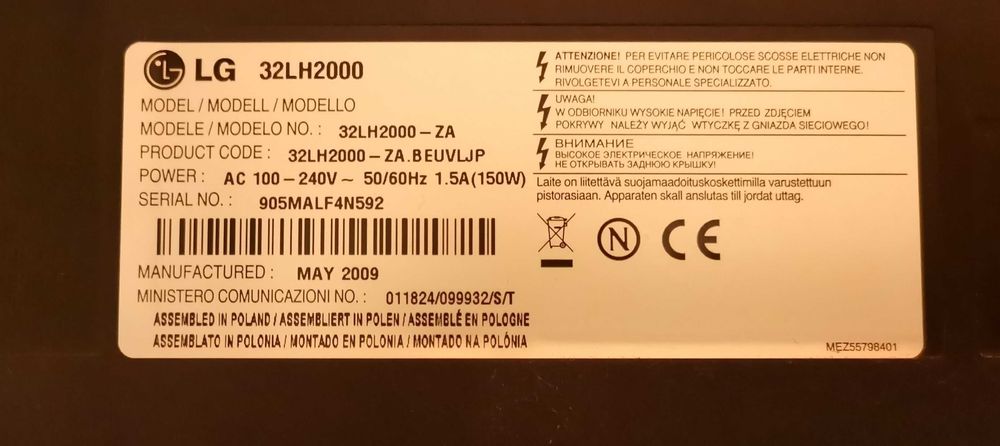 LG 32LH2000
MODEL / MODELL / MODELLO
MODELE / MODELO NO. : 32LH2000-ZA
PRODUCT CODE : 32LH2000-ZA.BEUVLJP
POWER : AC 100-240V~ 50/60Hz 1.5A(150W)
SERIAL NO. : 905MALF4N592
MANUFACTURED : MAY 2009
MINISTERO COMUNICAZIONI NO. : 011824/099932/S/T
ASSEMBLED IN POLAND / ASSEMBLIERT IN POLEN / ASSEMBLÉ EN POLOGNE
ASSEMBLATO IN POLONIA / MONTADO EN POLONIA / MONTADO NA POLÓNIA
ATTENZIONE! PER EVITARE PERICOLOSE SCOSSE ELETTRICHE NON
RIMUOVERE IL COPERCHIO E NON TOCCARE LE PARTI INTERNE.
RIVOLGETEVI A PERSONALE SPECIALIZZATO.
UWAGA!
W ODBIORNIKU WYSOKIE NAPIĘCIE! PRZED ZDJĘCIEM
POKRYWY NALEŻY WYJĄĆ WTYCZKĘ Z GNIAZDA SIECIOWEGO!
ВНИМАНИЕ
ВЫСОКОЕ ЭЛЕКТРИЧЕСКОЕ НАПРЯЖЕНИЕ!
НЕ ОТКРЫВАТЬ ЗАДНЮЮ КРЫШКУ!
Laite on liitettävä suojamaadoituskoskettimilla varustettuun
pistorasiaan. Apparaten skall anslutas till jordat uttag.
N CE
MEZ55798401